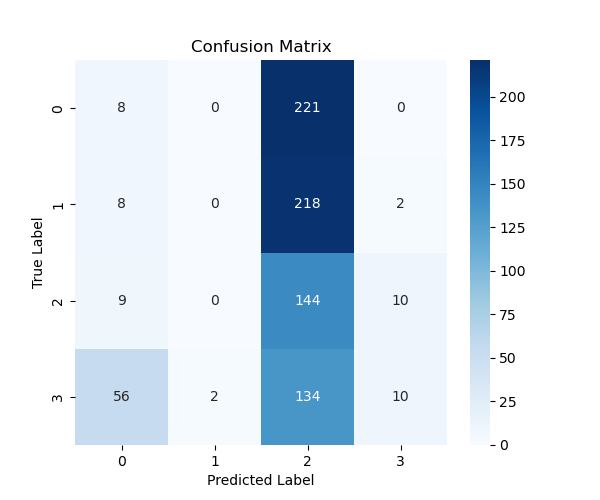 Confusion Matrix
0 8 0 221 0
1 8 0 218 2
2 9 0 144 10
3 56 2 134 10
0 1 2 3
True Label
Predicted Label
200
175
150
125
100
75
50
25
0